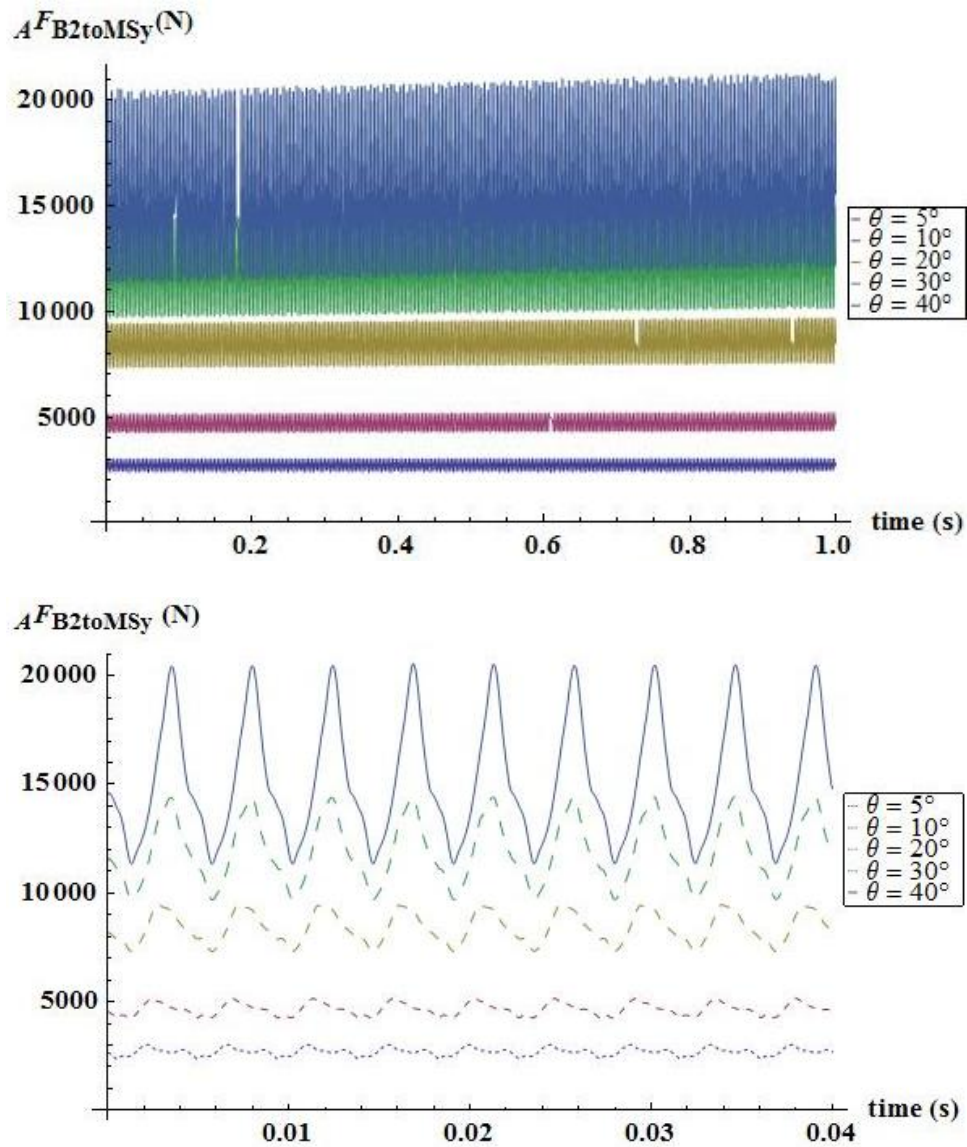 AFB2toMSy(N)
20 000
15 000
10 000
5000
0.2 0.4 0.6 0.8 1.0
time (s)
θ = 5°
θ = 10°
θ = 20°
θ = 30°
θ = 40°
AFB2toMSy (N)
20 000
15 000
10 000
5000
0.01 0.02 0.03 0.04
time (s)
θ = 5°
θ = 10°
θ = 20°
θ = 30°
θ = 40°